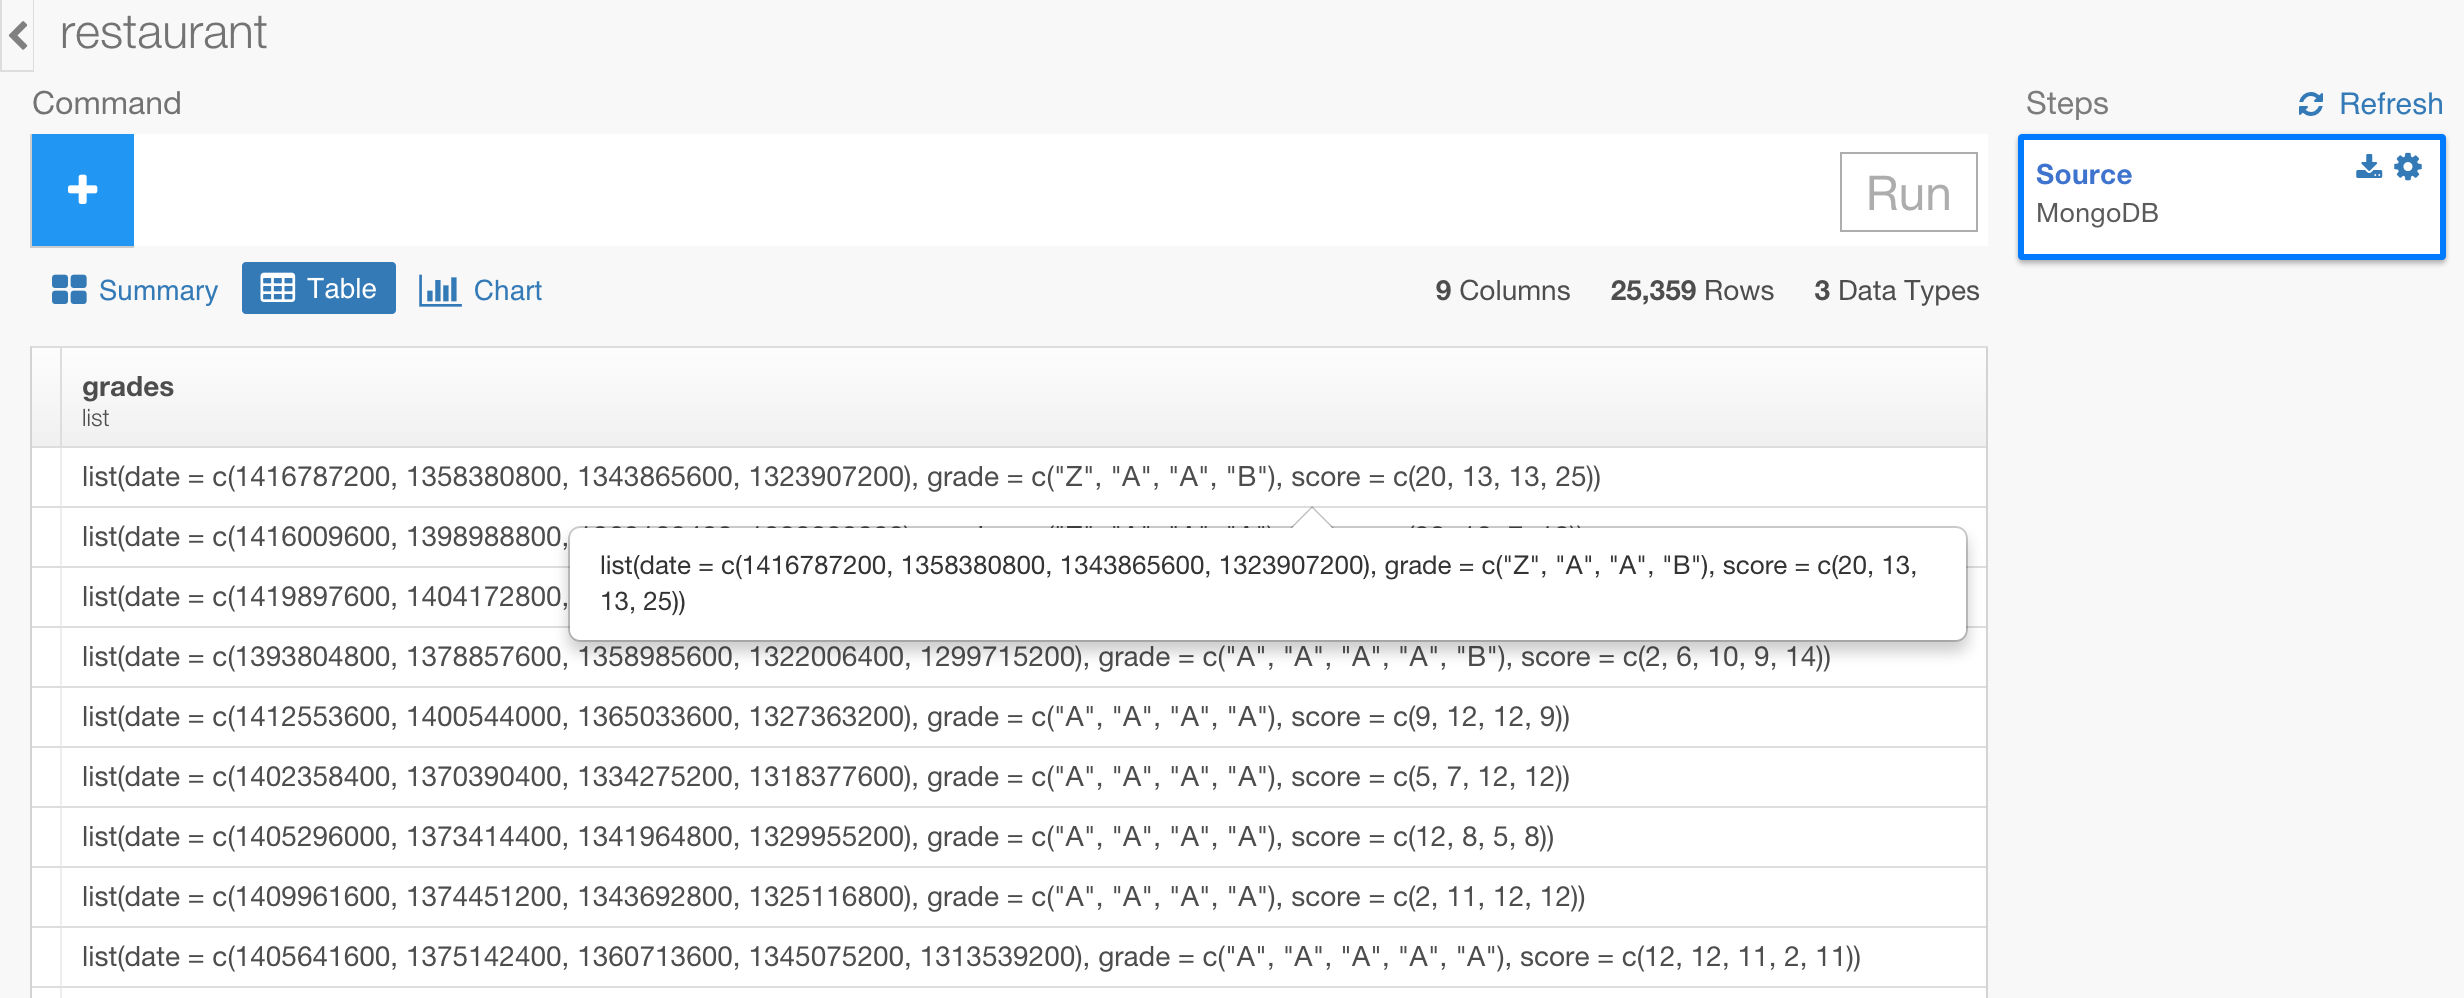 restaurant
Command
Steps
Refresh
Run
Source
MongoDB
Summary
Table
Chart
9 Columns
25,359 Rows
3 Data Types
grades
list
list(date = c(1416787200, 1358380800, 1343865600, 1323907200), grade = c("Z", "A", "A", "B"), score = c(20, 13, 13, 25))
list(date = c(1416009600, 1398988800,
list(date = c(1416787200, 1358380800, 1343865600, 1323907200), grade = c("Z", "A", "A", "B"), score = c(20, 13,
13, 25))
list(date = c(1419897600, 1404172800,
list(date = c(1393804800, 1378857600, 1358985600, 1322006400, 1299715200), grade = c("A", "A", "A", "A", "B"), score = c(2, 6, 10, 9, 14))
list(date = c(1412553600, 1400544000, 1365033600, 1327363200), grade = c("A", "A", "A", "A"), score = c(9, 12, 12, 9))
list(date = c(1402358400, 1370390400, 1334275200, 1318377600), grade = c("A", "A", "A", "A"), score = c(5, 7, 12, 12))
list(date = c(1405296000, 1373414400, 1341964800, 1329955200), grade = c("A", "A", "A", "A"), score = c(12, 8, 5, 8))
list(date = c(1409961600, 1374451200, 1343692800, 1325116800), grade = c("A", "A", "A", "A"), score = c(2, 11, 12, 12))
list(date = c(1405641600, 1375142400, 1360713600, 1345075200, 1313539200), grade = c("A", "A", "A", "A", "A"), score = c(12, 12, 11, 2, 11))